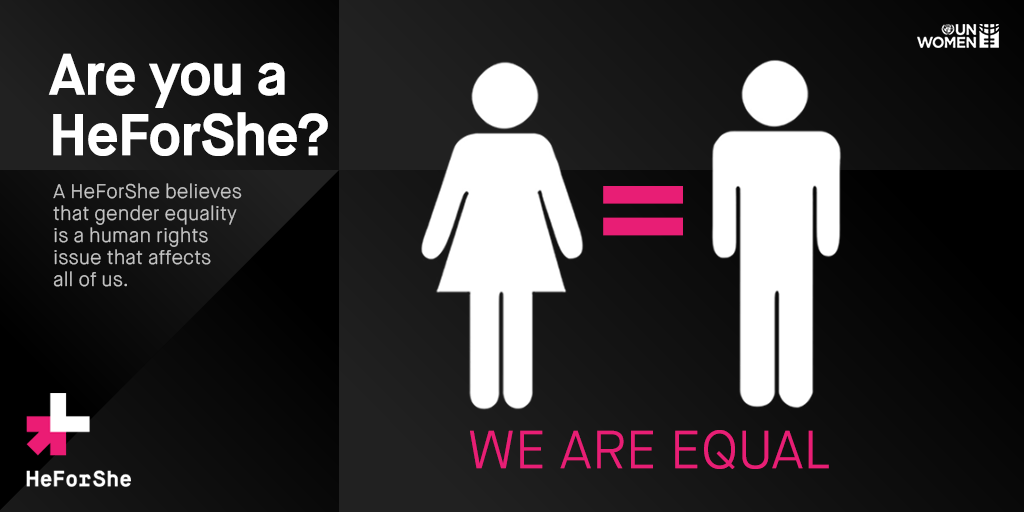 Are you a
HeForShe?
A HeForShe believes
that gender equality
is a human rights
issue that affects
all of us.
HeForShe
UN
WOMEN
=
WE ARE EQUAL